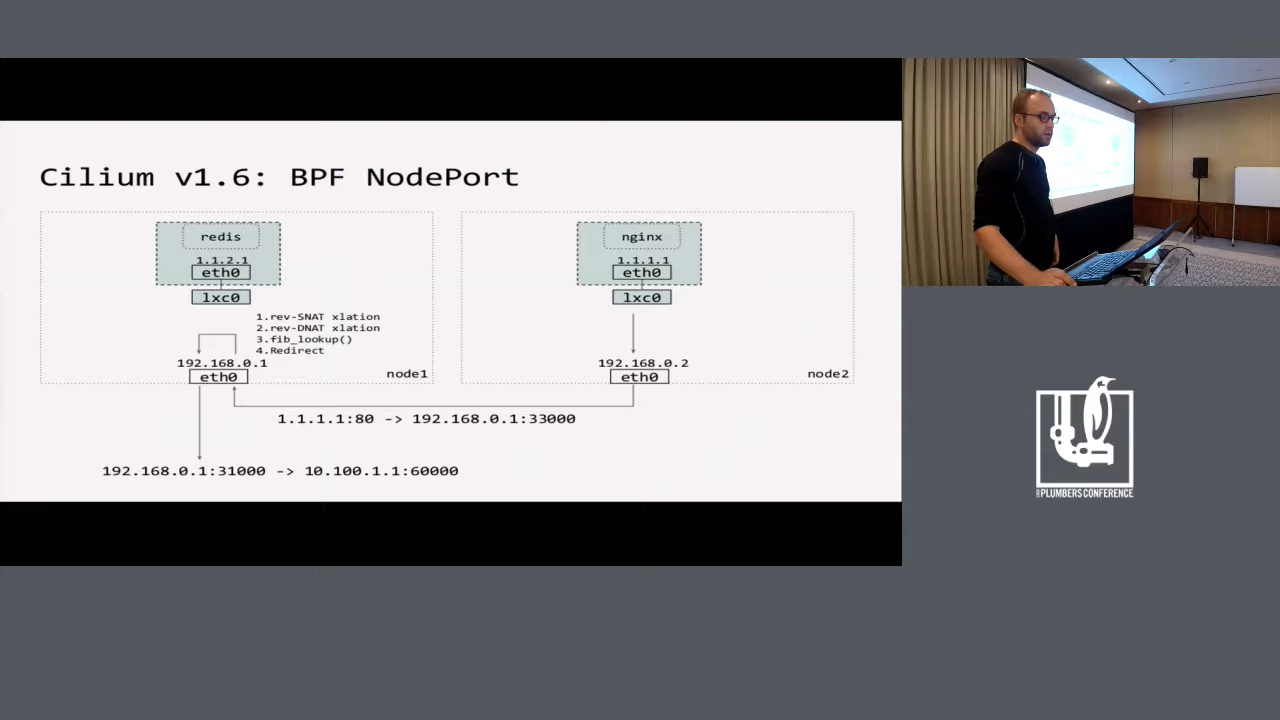 Cilium v1.6: BPF NodePort
redis
1.1.2.1
eth0
lxc0
1.rev-SNAT xlation
2.rev-DNAT xlation
3.fib_lookup()
4.Redirect
192.168.0.1
eth0
node1
nginx
1.1.1.1
eth0
lxc0
192.168.0.2
eth0
node2
1.1.1.1:80 -> 192.168.0.1:33000
192.168.0.1:31000 -> 10.100.1.1:60000
PLUMBERS CONFERENCE